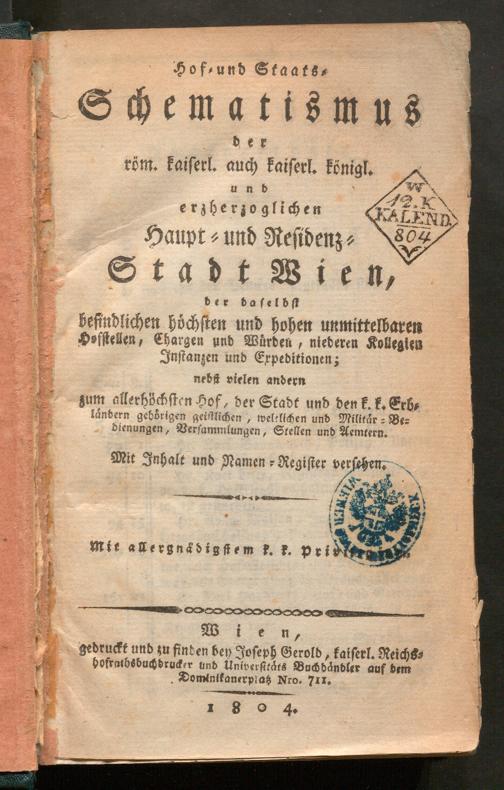 Hof-und Staats-
Schematismus
der
röm. kaiserl. auch kaiserl. königl.
und
erzherzoglichen
Haupt- und Residenz-
Stadt Wien,
der daselbst
befindlichen höchsten und hohen unmittelbaren
Hofstellen, Chargen und Würden, niederen Kollegien
Instanzen und Expeditionen;
nebst vielen andern
zum allerhöchsten Hof, der Stadt und den k. k. Erb-
ländern gehörigen geistlichen, weltlichen und Militär-Be-
dienungen, Versammlungen, Stellen und Aemtern.
Mit Inhalt und Namen-Register versehen.
Mit allergnädigstem k. k.
Wien,
gedruckt und zu finden bey Joseph Gerold, kaiserl. Reichs-
hofrathsbuchdrucker und Universitäts Buchhändler auf dem
Dominikanerplatz Nro. 711.
1804.
W
12. K
KALEND.
804
WIENER
STADT